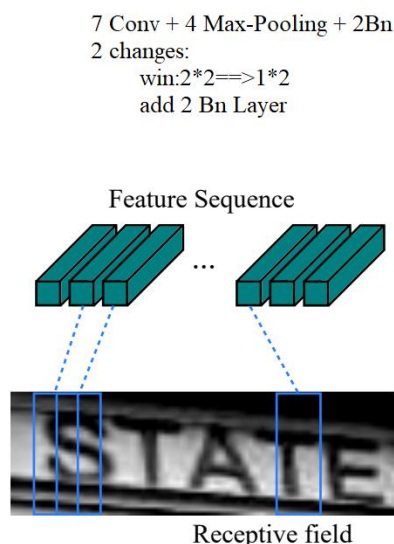 7 Conv + 4 Max-Pooling + 2Bn
2 changes:
win:2*2==>1*2
add 2 Bn Layer
Feature Sequence
...
STATE
Receptive field